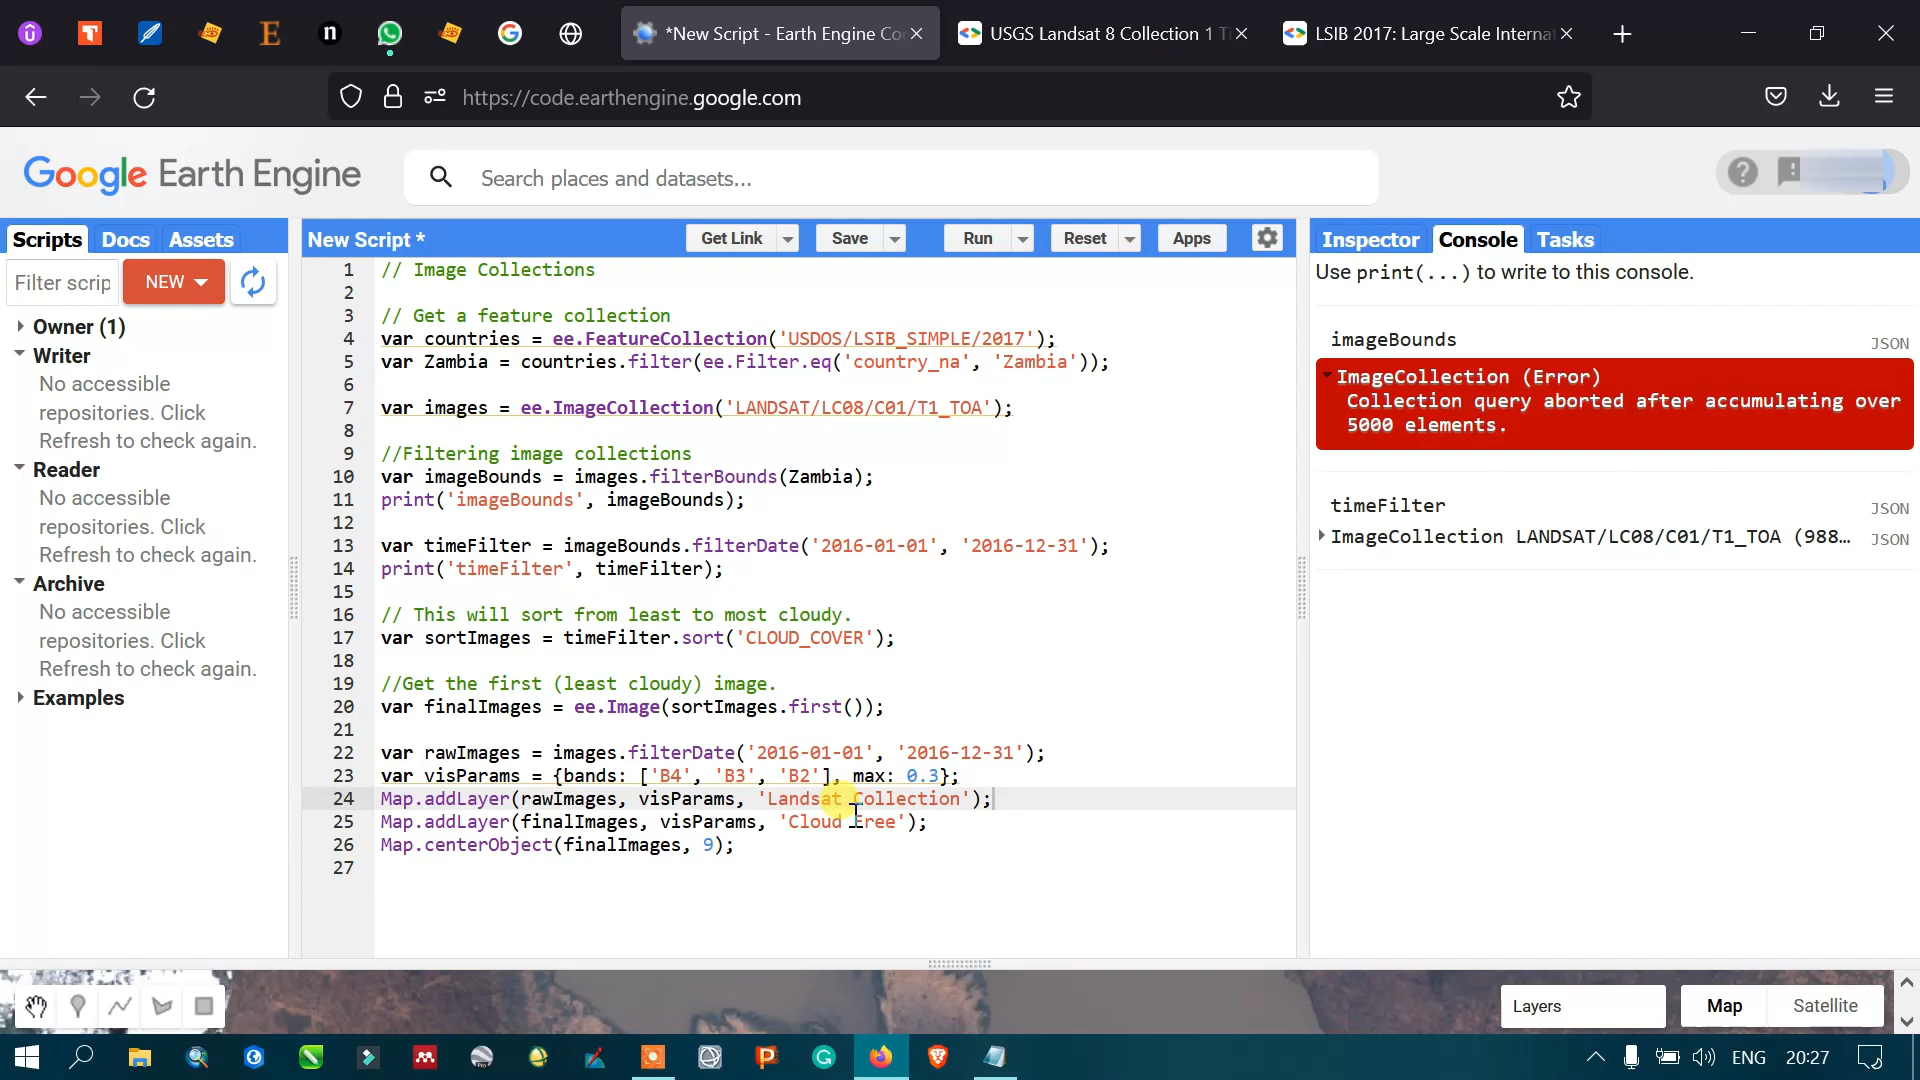 *New Script - Earth Engine Co
USGS Landsat 8 Collection 1 T
LSIB 2017: Large Scale Interna
https://code.earthengine.google.com
Google Earth Engine
Search places and datasets...
Scripts Docs Assets
Filter scrip
NEW
Owner (1)
Writer
No accessible
repositories. Click
Refresh to check again.
Reader
No accessible
repositories. Click
Refresh to check again.
Archive
No accessible
repositories. Click
Refresh to check again.
Examples
New Script *
Get Link
Save
Run
Reset
Apps
1 // Image Collections
2
3 // Get a feature collection
4 var countries = ee.FeatureCollection('USDOS/LSIB_SIMPLE/2017');
5 var Zambia = countries.filter(ee.Filter.eq('country_na', 'Zambia'));
6
7 var images = ee.ImageCollection('LANDSAT/LC08/C01/T1_TOA');
8
9 //Filtering image collections
10 var imageBounds = images.filterBounds(Zambia);
11 print('imageBounds', imageBounds);
12
13 var timeFilter = imageBounds.filterDate('2016-01-01', '2016-12-31');
14 print('timeFilter', timeFilter);
15
16 // This will sort from least to most cloudy.
17 var sortImages = timeFilter.sort('CLOUD_COVER');
18
19 //Get the first (least cloudy) image.
20 var finalImages = ee.Image(sortImages.first());
21
22 var rawImages = images.filterDate('2016-01-01', '2016-12-31');
23 var visParams = {bands: ['B4', 'B3', 'B2'], max: 0.3};
24 Map.addLayer(rawImages, visParams, 'Landsat Collection');
25 Map.addLayer(finalImages, visParams, 'Cloud Free');
26 Map.centerObject(finalImages, 9);
27
Inspector Console Tasks
Use print(...) to write to this console.
imageBounds
JSON
ImageCollection (Error)
Collection query aborted after accumulating over
5000 elements.
timeFilter
JSON
ImageCollection LANDSAT/LC08/C01/T1_TOA (988...
JSON
Layers
Map
Satellite
ENG
20:27